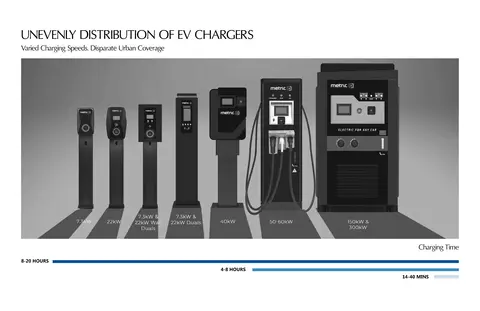 UNEVENLY DISTRIBUTION OF EV CHARGERS
Varied Charging Speeds. Disparate Urban Coverage
metric
metric
metric
ELECTRIC FOR ANY CAR
7.5kW
22kW
7.5kW &
22kW Wall
Duals
7.5kW &
22kW Duals
40kW
50-60kW
150kW &
300kW
Charging Time
8-20 HOURS
4-8 HOURS
14-40 MINS